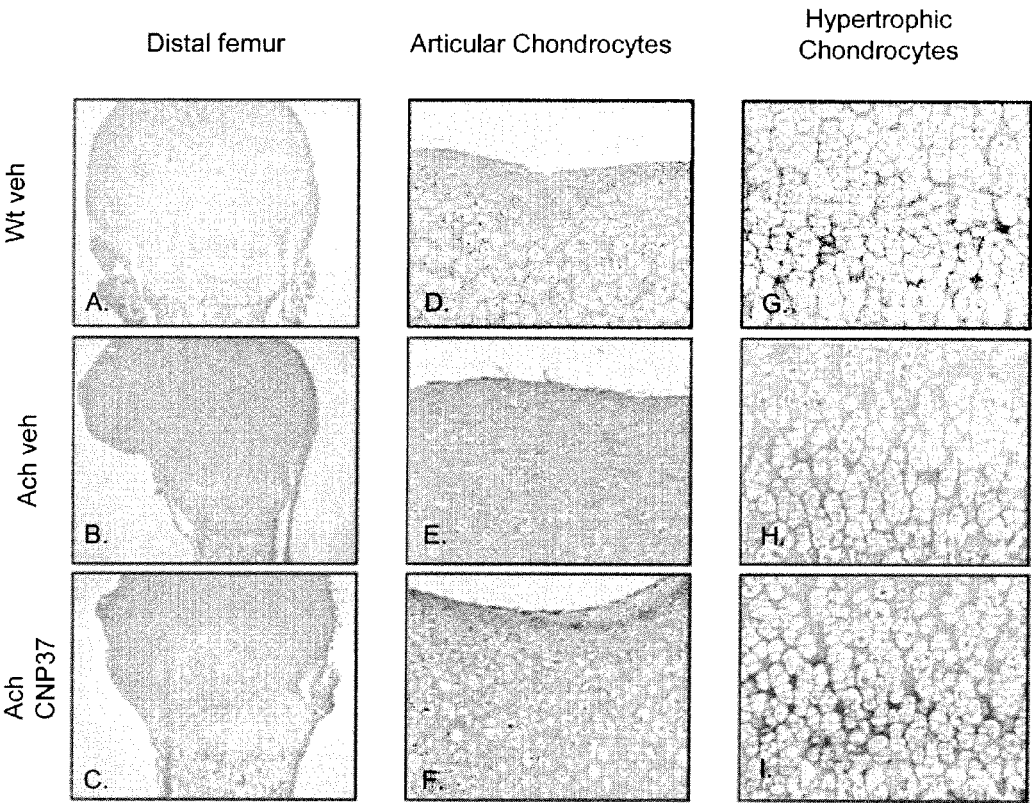 Distal femur
Articular Chondrocytes
Hypertrophic
Chondrocytes
Wt veh
A.
D.
G.
Ach veh
B.
E.
H.
Ach
CNP37
C.
F.
I.